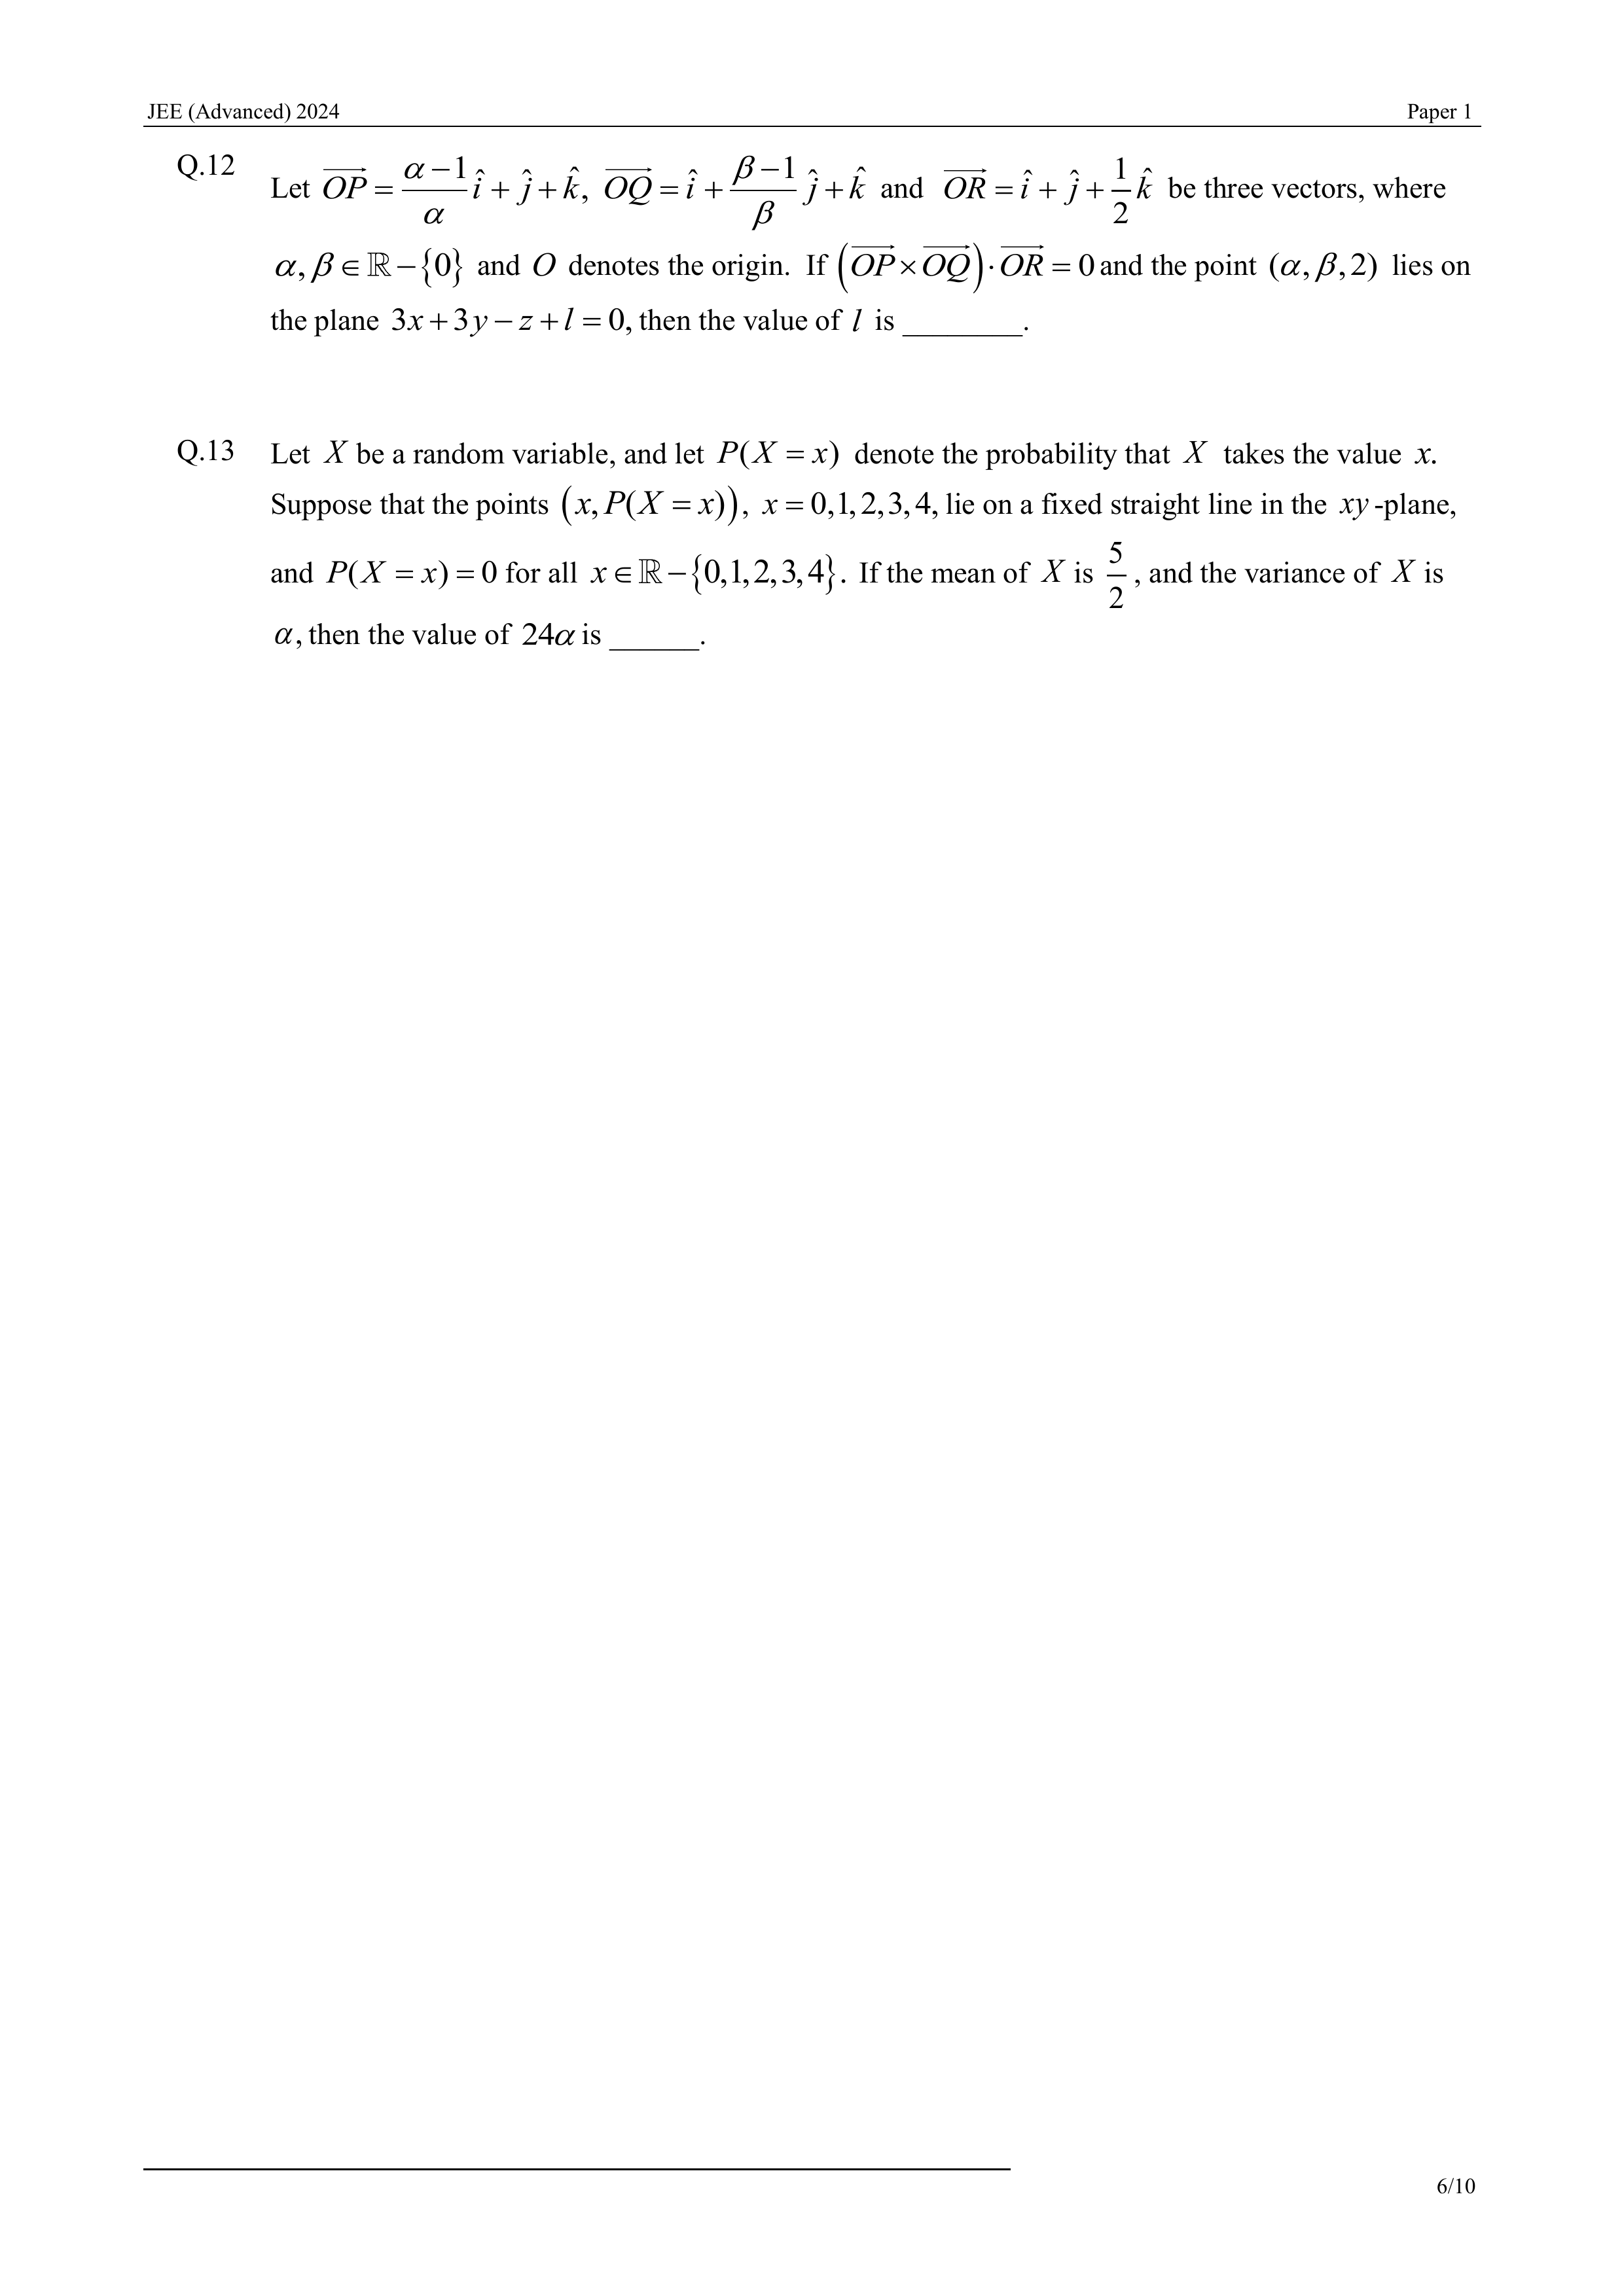 JEE (Advanced) 2024 Paper 1
Q.12 Let $\overrightarrow{OP} = \frac{\alpha - 1}{\alpha}\hat{i} + \hat{j} + \hat{k}$, $\overrightarrow{OQ} = \hat{i} + \frac{\beta - 1}{\beta}\hat{j} + \hat{k}$ and $\overrightarrow{OR} = \hat{i} + \hat{j} + \frac{1}{2}\hat{k}$ be three vectors, where
$\alpha, \beta \in \mathbb{R} - \{0\}$ and $O$ denotes the origin. If $\left(\overrightarrow{OP} \times \overrightarrow{OQ}\right) \cdot \overrightarrow{OR} = 0$ and the point $(\alpha, \beta, 2)$ lies on
the plane $3x + 3y - z + l = 0$, then the value of $l$ is ________.
Q.13 Let $X$ be a random variable, and let $P(X = x)$ denote the probability that $X$ takes the value $x$.
Suppose that the points $(x, P(X = x))$, $x = 0, 1, 2, 3, 4$, lie on a fixed straight line in the $xy$-plane,
and $P(X = x) = 0$ for all $x \in \mathbb{R} - \{0, 1, 2, 3, 4\}$. If the mean of $X$ is $\frac{5}{2}$, and the variance of $X$ is
$\alpha$, then the value of $24\alpha$ is ______.
6/10